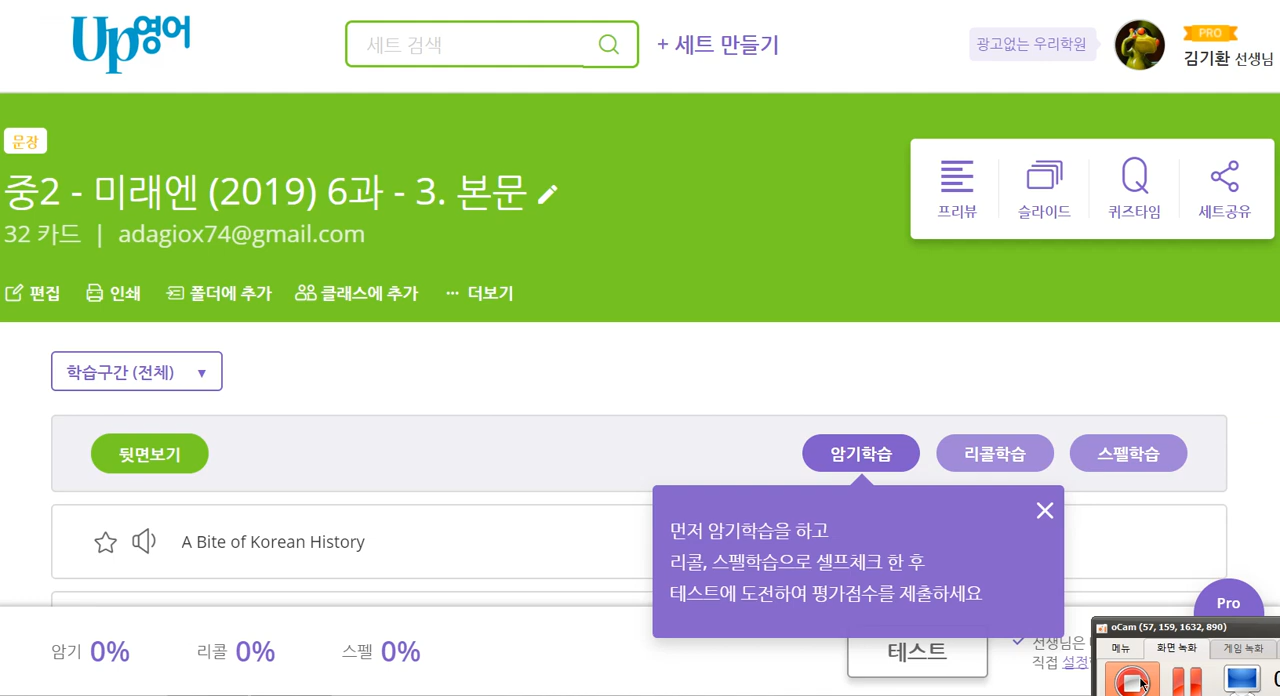 Up영어
세트 검색
+ 세트 만들기
광고없는 우리학원
PRO
김기환 선생님
문장
중2 - 미래엔 (2019) 6과 - 3. 본문
32 카드 | adagiox74@gmail.com
프리뷰
슬라이드
퀴즈타임
세트공유
편집
인쇄
폴더에 추가
클래스에 추가
··· 더보기
학습구간 (전체) ▼
뒷면보기
암기학습
리콜학습
스펠학습
먼저 암기학습을 하고
리콜, 스펠학습으로 셀프체크 한 후
테스트에 도전하여 평가점수를 제출하세요
A Bite of Korean History
Pro
암기 0%
리콜 0%
스펠 0%
테스트
선생님은
직접 설정
oCam (57, 159, 1632, 890)
메뉴
화면 녹화
게임 녹화